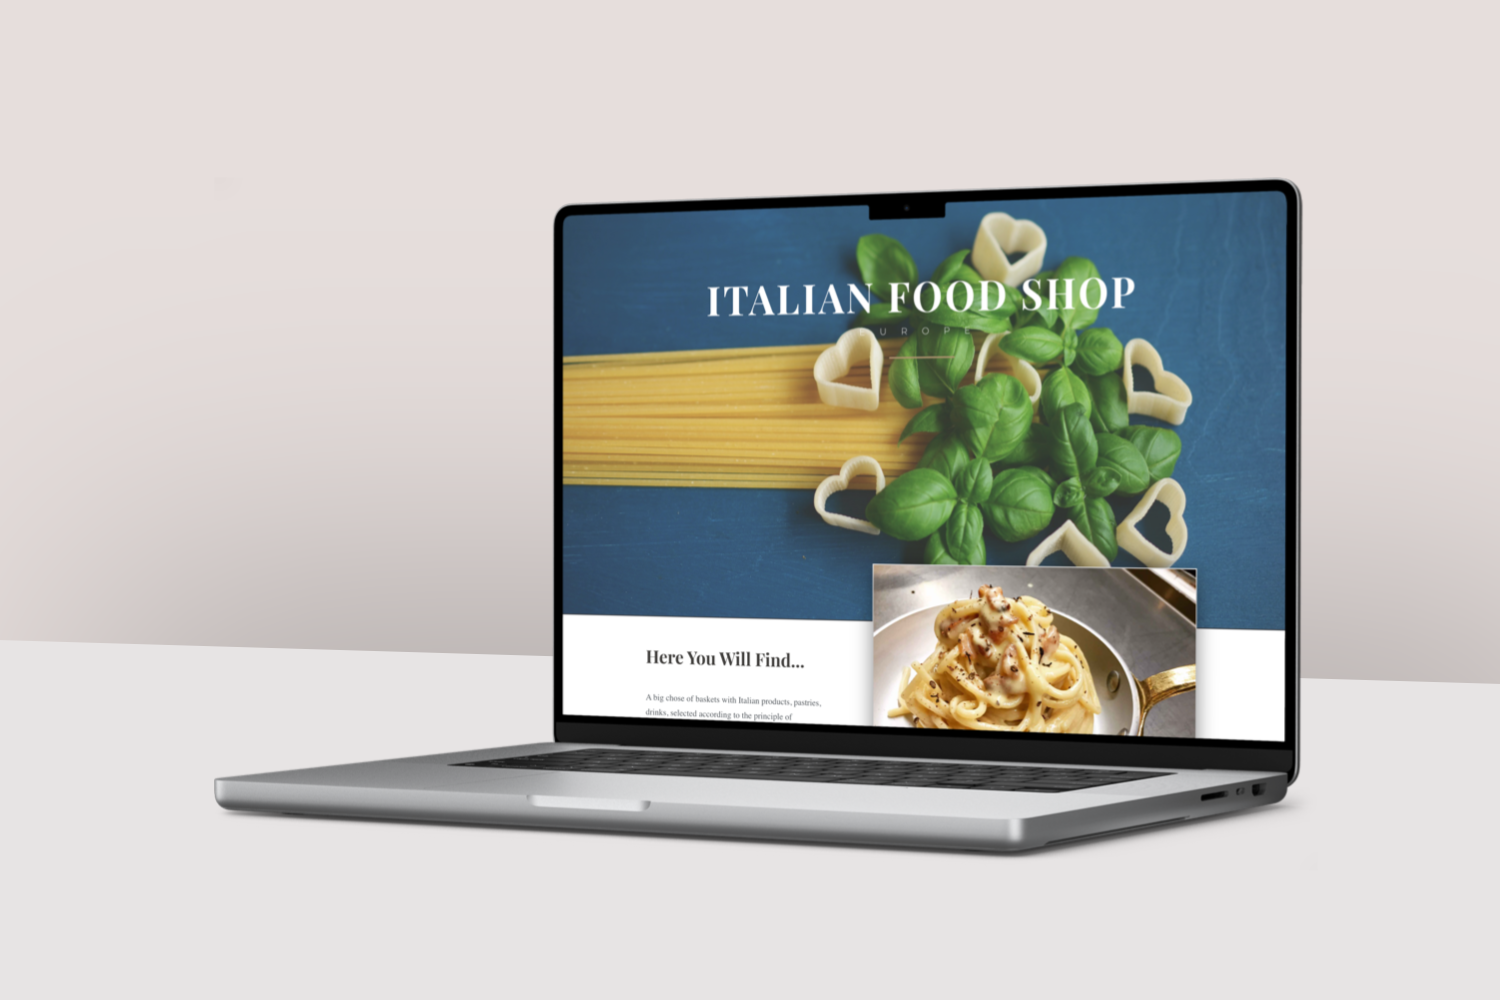 ITALIAN FOOD SHOP
EUROPE
Here You Will Find...
A big chose of baskets with Italian products, pastries,
drinks, selected according to the principle of